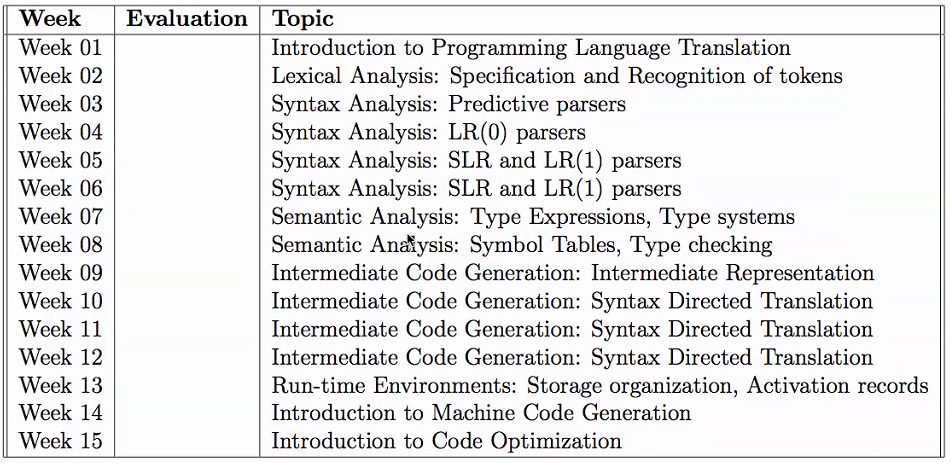 Week Evaluation Topic
Week 01 Introduction to Programming Language Translation
Week 02 Lexical Analysis: Specification and Recognition of tokens
Week 03 Syntax Analysis: Predictive parsers
Week 04 Syntax Analysis: LR(0) parsers
Week 05 Syntax Analysis: SLR and LR(1) parsers
Week 06 Syntax Analysis: SLR and LR(1) parsers
Week 07 Semantic Analysis: Type Expressions, Type systems
Week 08 Semantic Analysis: Symbol Tables, Type checking
Week 09 Intermediate Code Generation: Intermediate Representation
Week 10 Intermediate Code Generation: Syntax Directed Translation
Week 11 Intermediate Code Generation: Syntax Directed Translation
Week 12 Intermediate Code Generation: Syntax Directed Translation
Week 13 Run-time Environments: Storage organization, Activation records
Week 14 Introduction to Machine Code Generation
Week 15 Introduction to Code Optimization